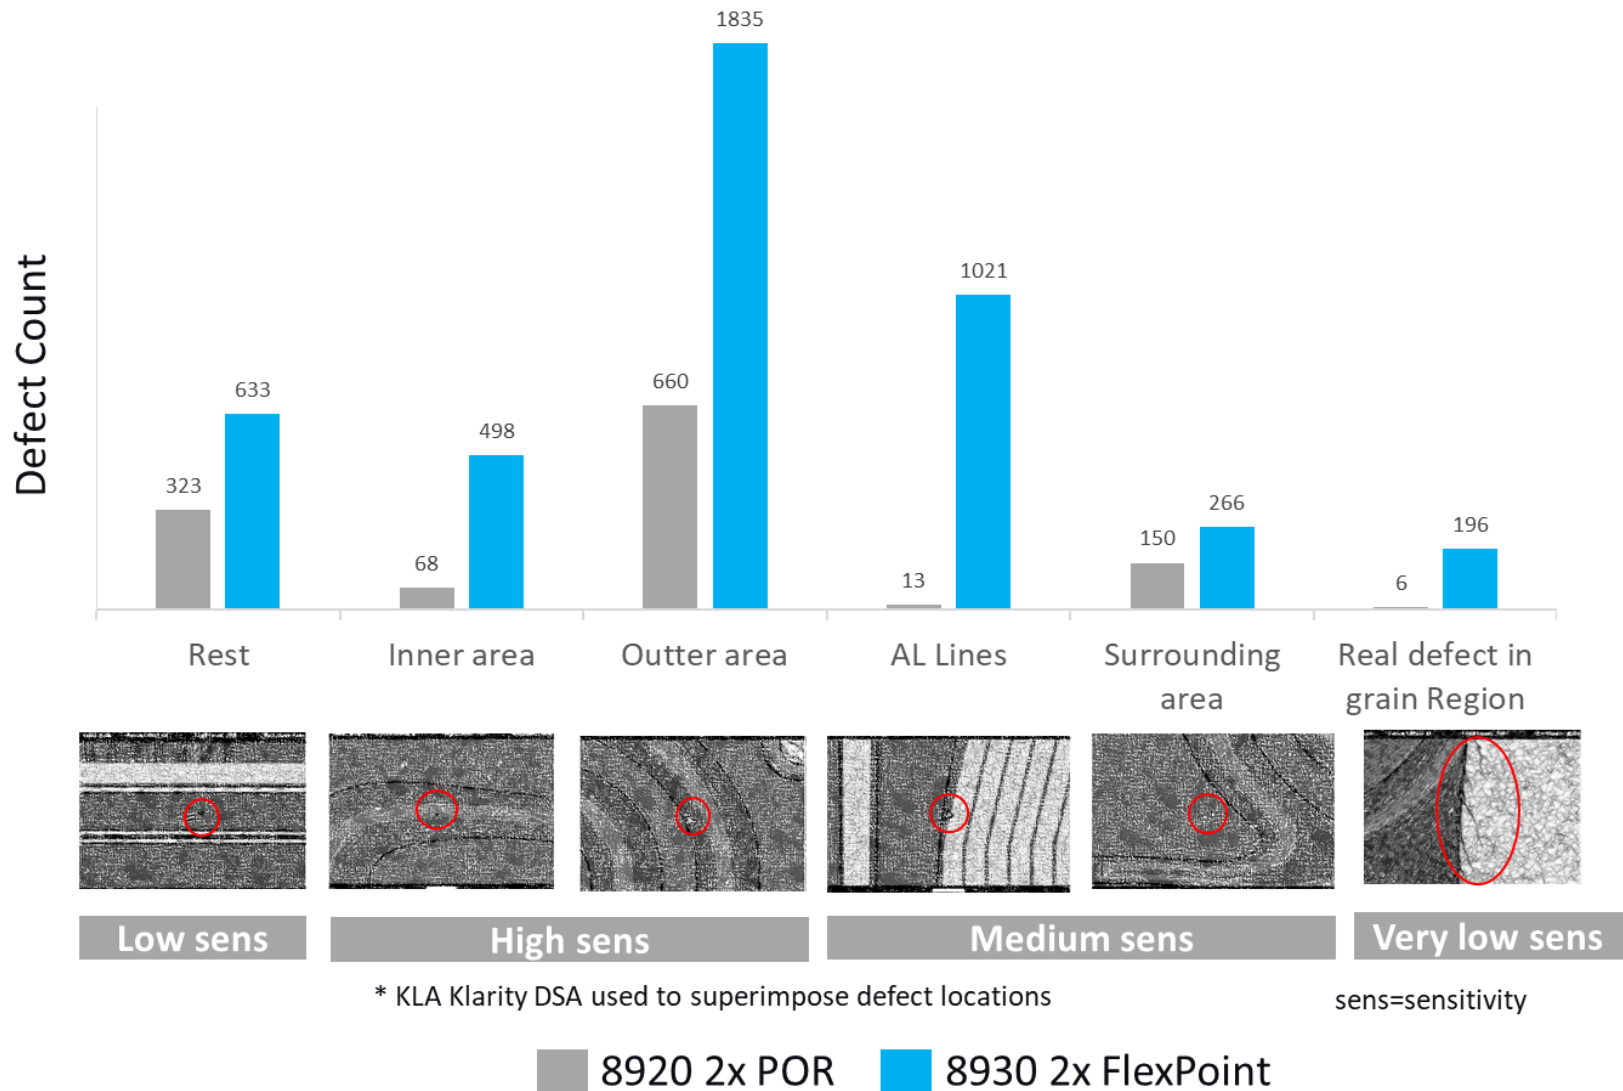 1835
1021
660
633
498
323
266
196
150
68
13
6
Defect Count
Rest
Inner area
Outter area
AL Lines
Surrounding
area
Real defect in
grain Region
Low sens
High sens
Medium sens
Very low sens
* KLA Klarity DSA used to superimpose defect locations
sens=sensitivity
8920 2x POR
8930 2x FlexPoint